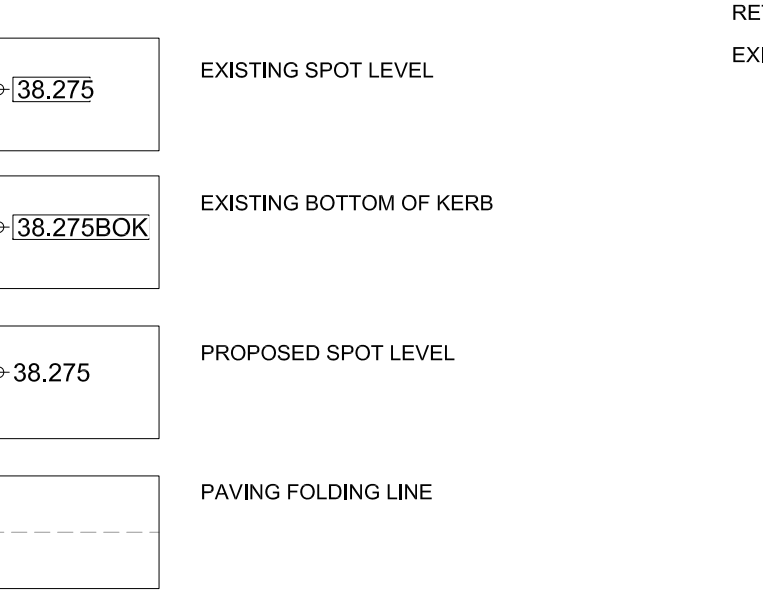 38.275
EXISTING SPOT LEVEL
38.275BOK
EXISTING BOTTOM OF KERB
38.275
PROPOSED SPOT LEVEL
PAVING FOLDING LINE